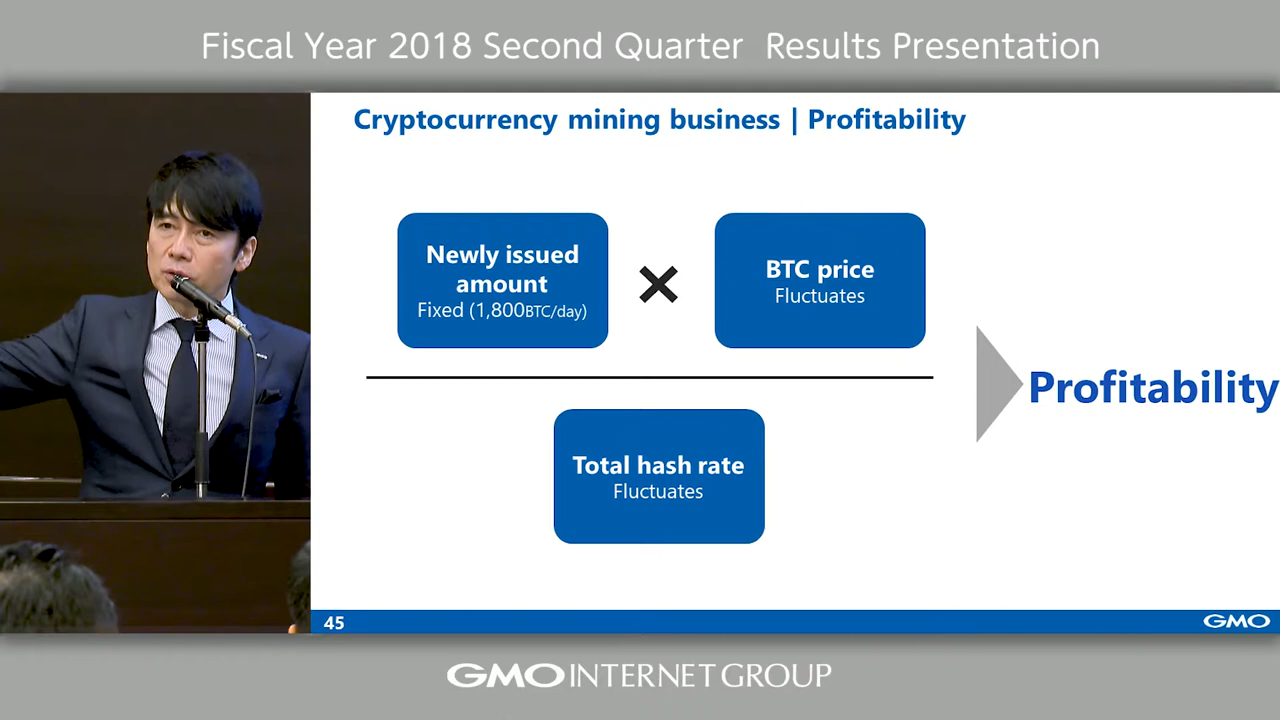 Fiscal Year 2018 Second Quarter Results Presentation
Cryptocurrency mining business | Profitability
Newly issued
amount
Fixed (1,800BTC/day)
×
BTC price
Fluctuates
Total hash rate
Fluctuates
Profitability
45
GMO
GMO INTERNET GROUP